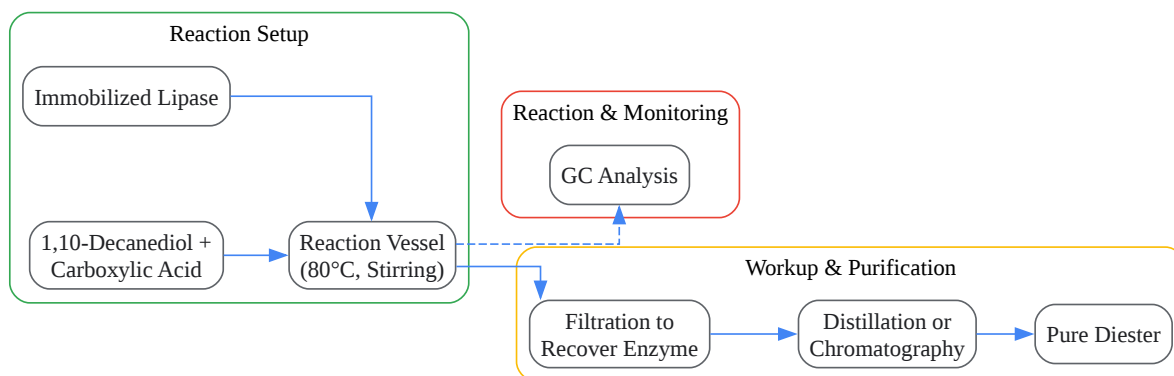 Reaction Setup
Immobilized Lipase
1,10-Decanediol +
Carboxylic Acid
Reaction Vessel
(80°C, Stirring)
Reaction & Monitoring
GC Analysis
Workup & Purification
Filtration to
Recover Enzyme
Distillation or
Chromatography
Pure Diester